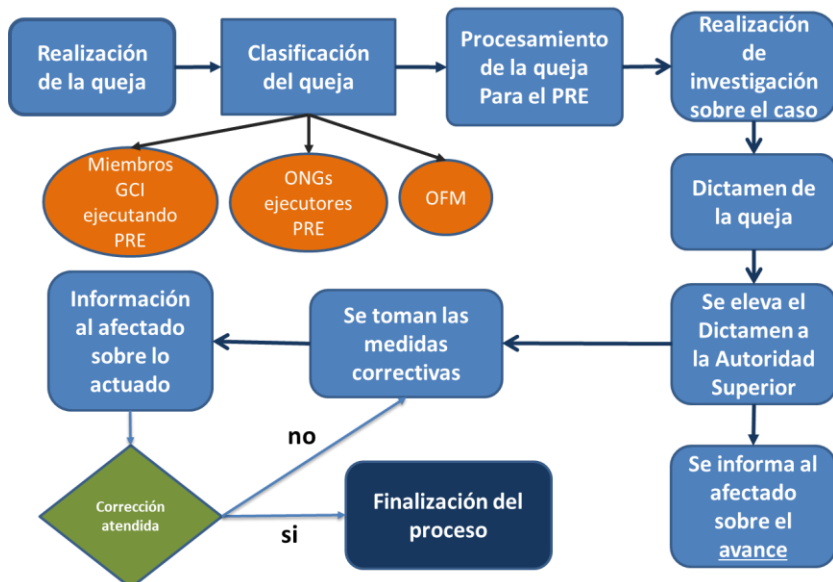 Realización
de la queja
Clasificación
del queja
Procesamiento
de la queja
Para el PRE
Realización
de
investigación
sobre el caso
Miembros
GCI
ejecutando
PRE
ONGs
ejecutores
PRE
OFM
Dictamen de
la queja
Se eleva el
Dictamen a
la Autoridad
Superior
Se informa al
afectado
sobre el
avance
Se toman las
medidas
correctivas
Información
al afectado
sobre lo
actuado
Corrección
atendida
no
si
Finalización del
proceso